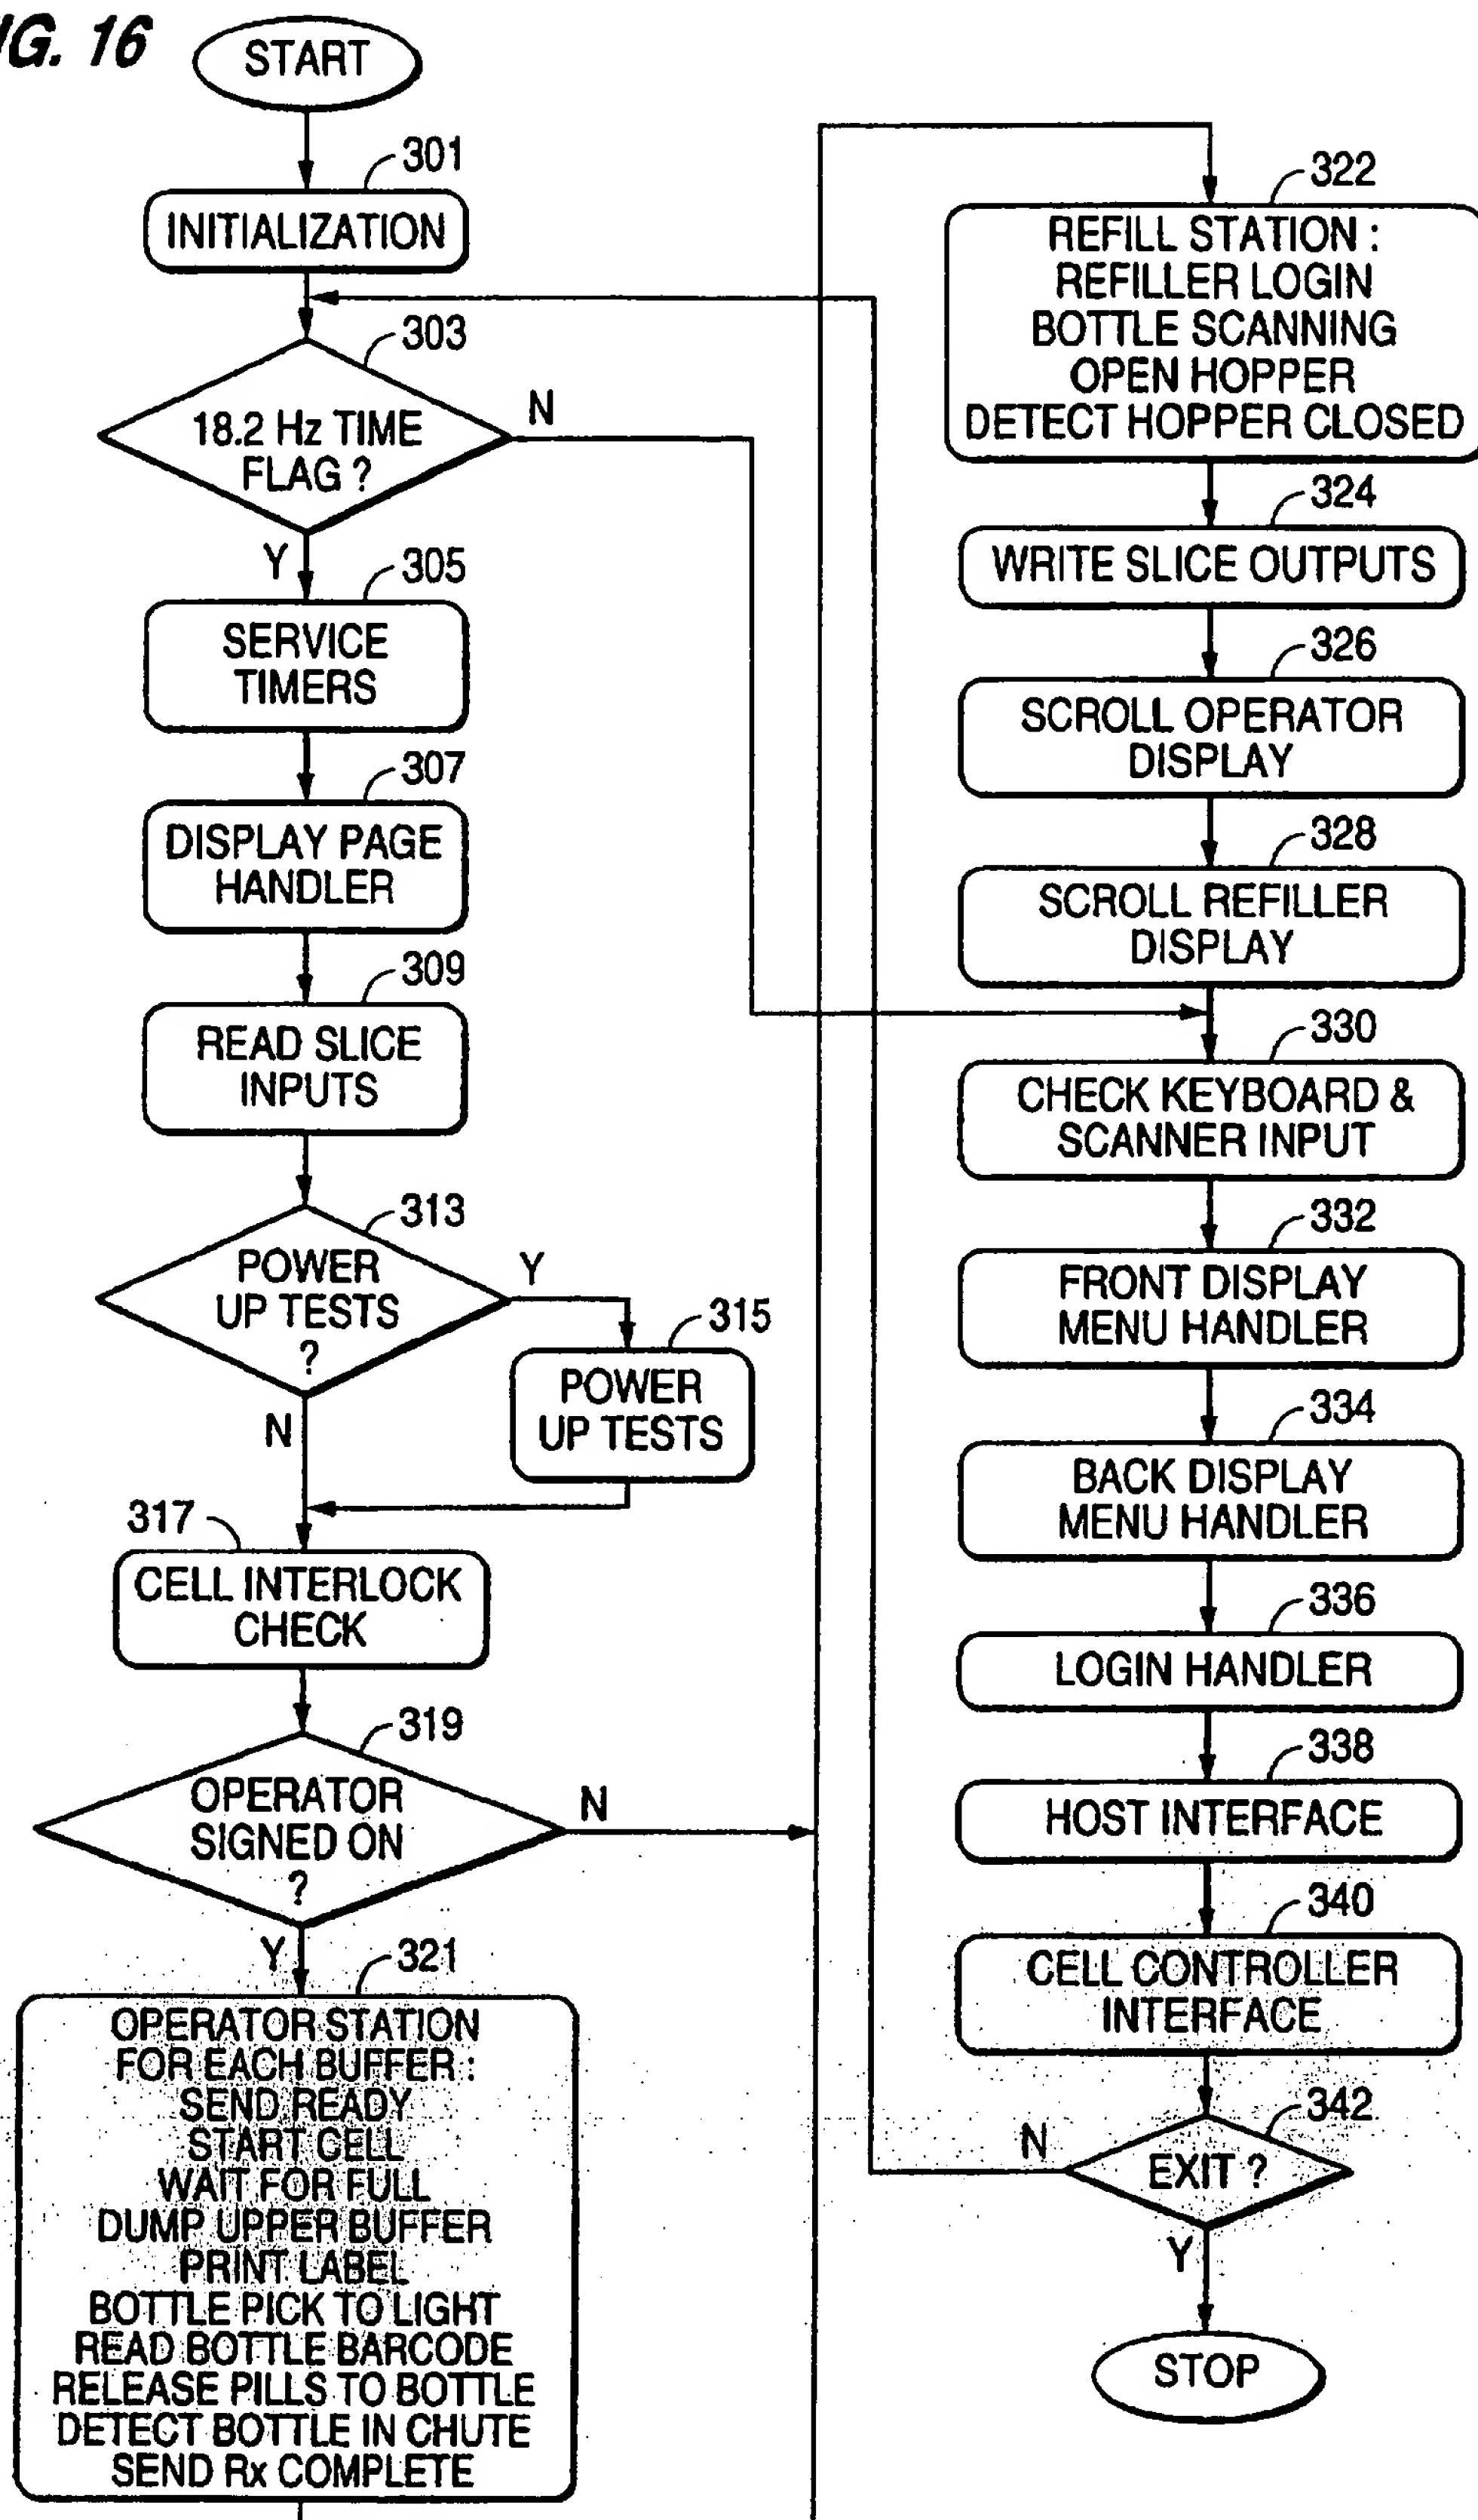 IG. 16
START
301
INITIALIZATION
303
18.2 Hz TIME
FLAG ?
N
Y
305
SERVICE
TIMERS
307
DISPLAY PAGE
HANDLER
309
READ SLICE
INPUTS
313
POWER
UP TESTS
?
Y
315
POWER
UP TESTS
N
317
CELL INTERLOCK
CHECK
319
OPERATOR
SIGNED ON
?
N
Y
321
OPERATOR STATION
FOR EACH BUFFER :
SEND READY
START CELL
WAIT FOR FULL
DUMP UPPER BUFFER
PRINT LABEL
BOTTLE PICK TO LIGHT
READ BOTTLE BARCODE
RELEASE PILLS TO BOTTLE
DETECT BOTTLE IN CHUTE
SEND Rx COMPLETE
322
REFILL STATION :
REFILLER LOGIN
BOTTLE SCANNING
OPEN HOPPER
DETECT HOPPER CLOSED
324
WRITE SLICE OUTPUTS
326
SCROLL OPERATOR
DISPLAY
328
SCROLL REFILLER
DISPLAY
330
CHECK KEYBOARD &
SCANNER INPUT
332
FRONT DISPLAY
MENU HANDLER
334
BACK DISPLAY
MENU HANDLER
336
LOGIN HANDLER
338
HOST INTERFACE
340
CELL CONTROLLER
INTERFACE
342
N
EXIT ?
Y
STOP